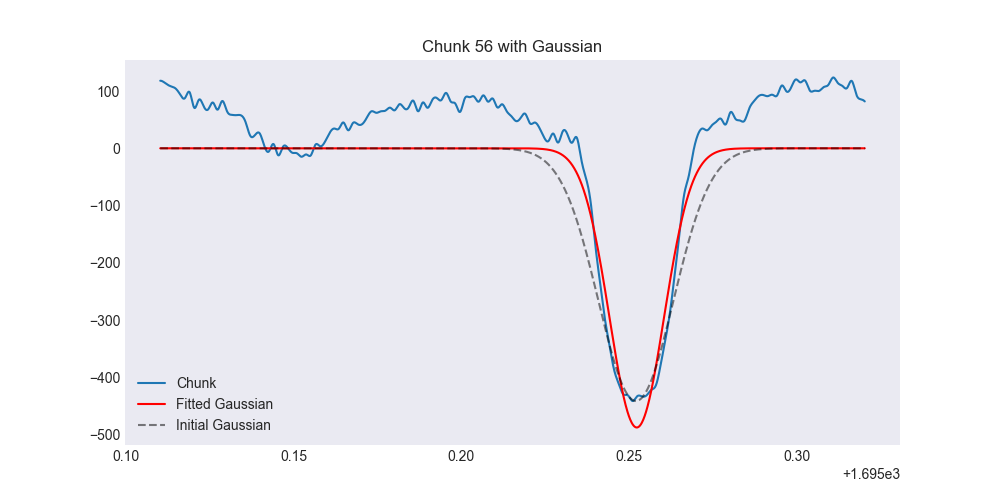 Chunk 56 with Gaussian
100
0
−100
−200
−300
−400
−500
Chunk
Fitted Gaussian
Initial Gaussian
0.10 0.15 0.20 0.25 0.30
+1.695e3